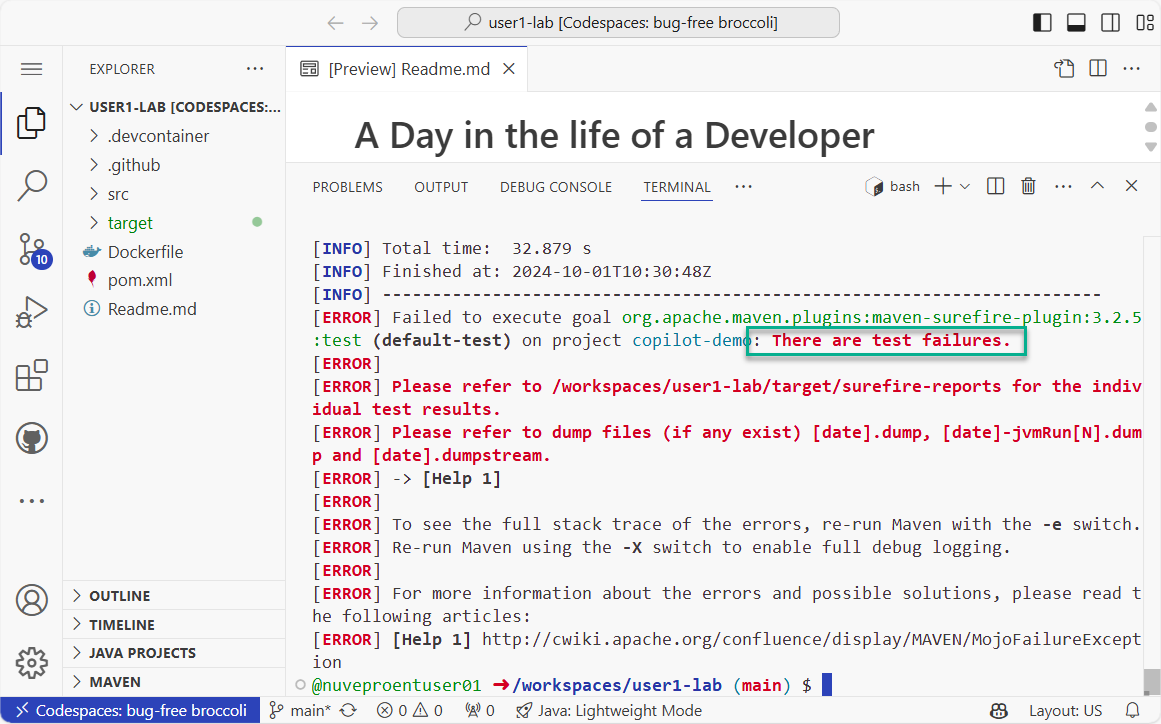 user1-lab [Codespaces: bug-free broccoli]
EXPLORER
[Preview] Readme.md
USER1-LAB [CODESPACES:...
.devcontainer
.github
src
target
Dockerfile
pom.xml
Readme.md
10
OUTLINE
TIMELINE
JAVA PROJECTS
MAVEN
A Day in the life of a Developer
PROBLEMS OUTPUT DEBUG CONSOLE TERMINAL
bash
[INFO] Total time:  32.879 s
[INFO] Finished at: 2024-10-01T10:30:48Z
[INFO] ------------------------------------------------------------------------
[ERROR] Failed to execute goal org.apache.maven.plugins:maven-surefire-plugin:3.2.5
:test (default-test) on project copilot-demo: There are test failures.
[ERROR]
[ERROR] Please refer to /workspaces/user1-lab/target/surefire-reports for the indiv
idual test results.
[ERROR] Please refer to dump files (if any exist) [date].dump, [date]-jvmRun[N].dum
p and [date].dumpstream.
[ERROR] -> [Help 1]
[ERROR]
[ERROR] To see the full stack trace of the errors, re-run Maven with the -e switch.
[ERROR] Re-run Maven using the -X switch to enable full debug logging.
[ERROR]
[ERROR] For more information about the errors and possible solutions, please read t
he following articles:
[ERROR] [Help 1] http://cwiki.apache.org/confluence/display/MAVEN/MojoFailureExcept
ion
@nuveproentuser01 ➜/workspaces/user1-lab (main) $
Codespaces: bug-free broccoli main* 0 0 0 Java: Lightweight Mode Layout: US